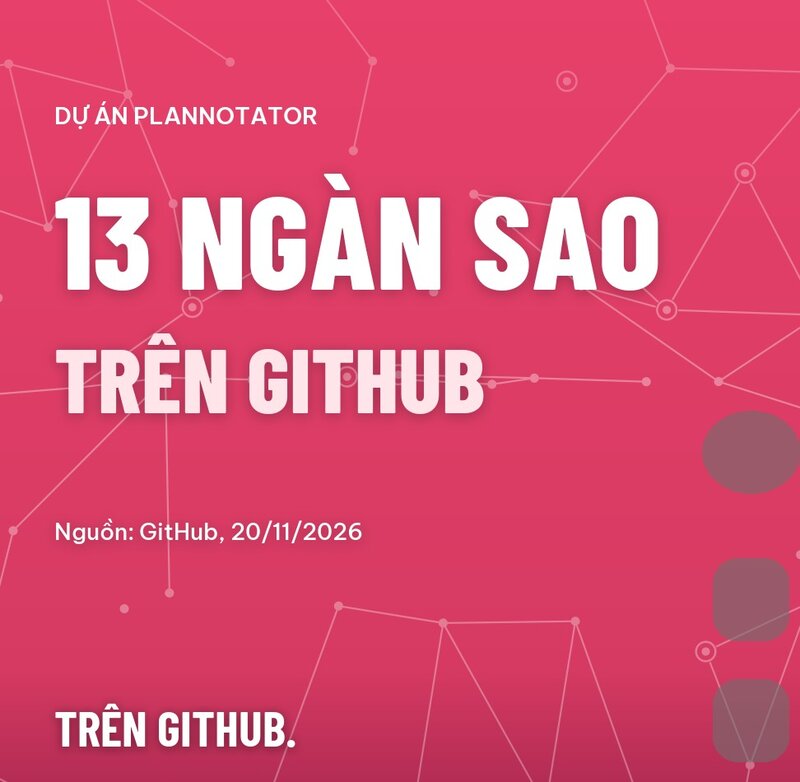 DỰ ÁN PLANNOTATOR
13 NGÀN SAO
TRÊN GITHUB
Nguồn: GitHub, 20/11/2026
TRÊN GITHUB.